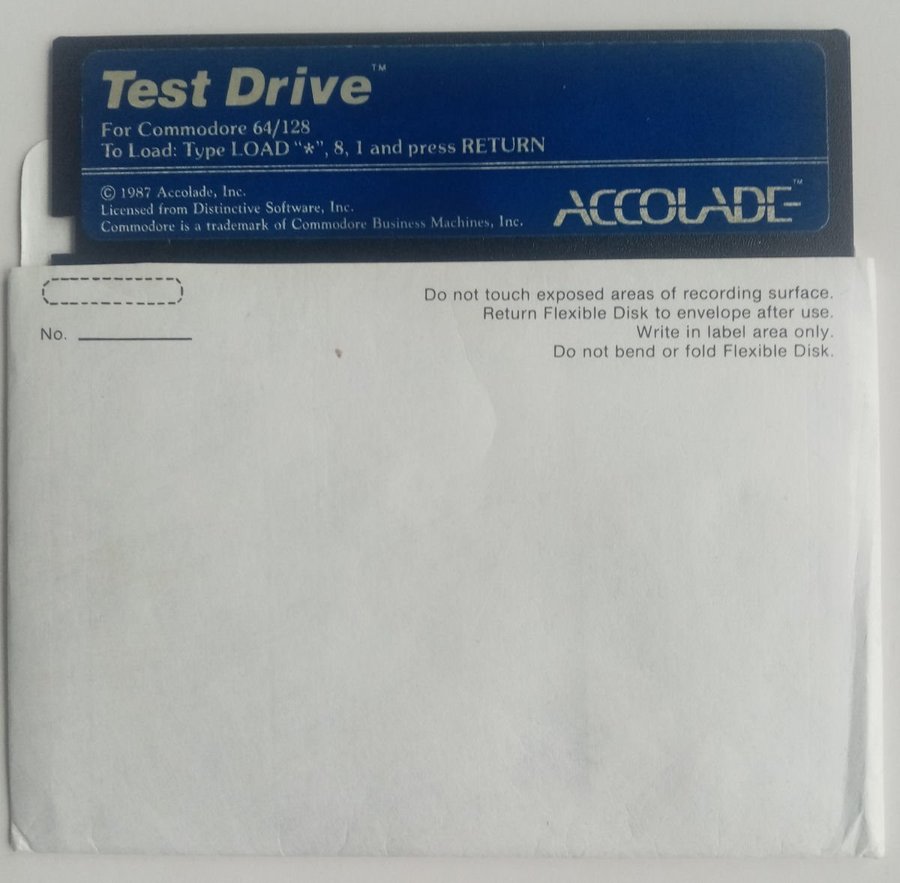 Test Drive™
For Commodore 64/128
To Load: Type LOAD "*", 8, 1 and press RETURN
© 1987 Accolade, Inc.
Licensed from Distinctive Software, Inc.
Commodore is a trademark of Commodore Business Machines, Inc.
ACCOLADE™
Do not touch exposed areas of recording surface.
Return Flexible Disk to envelope after use.
Write in label area only.
Do not bend or fold Flexible Disk.
No.